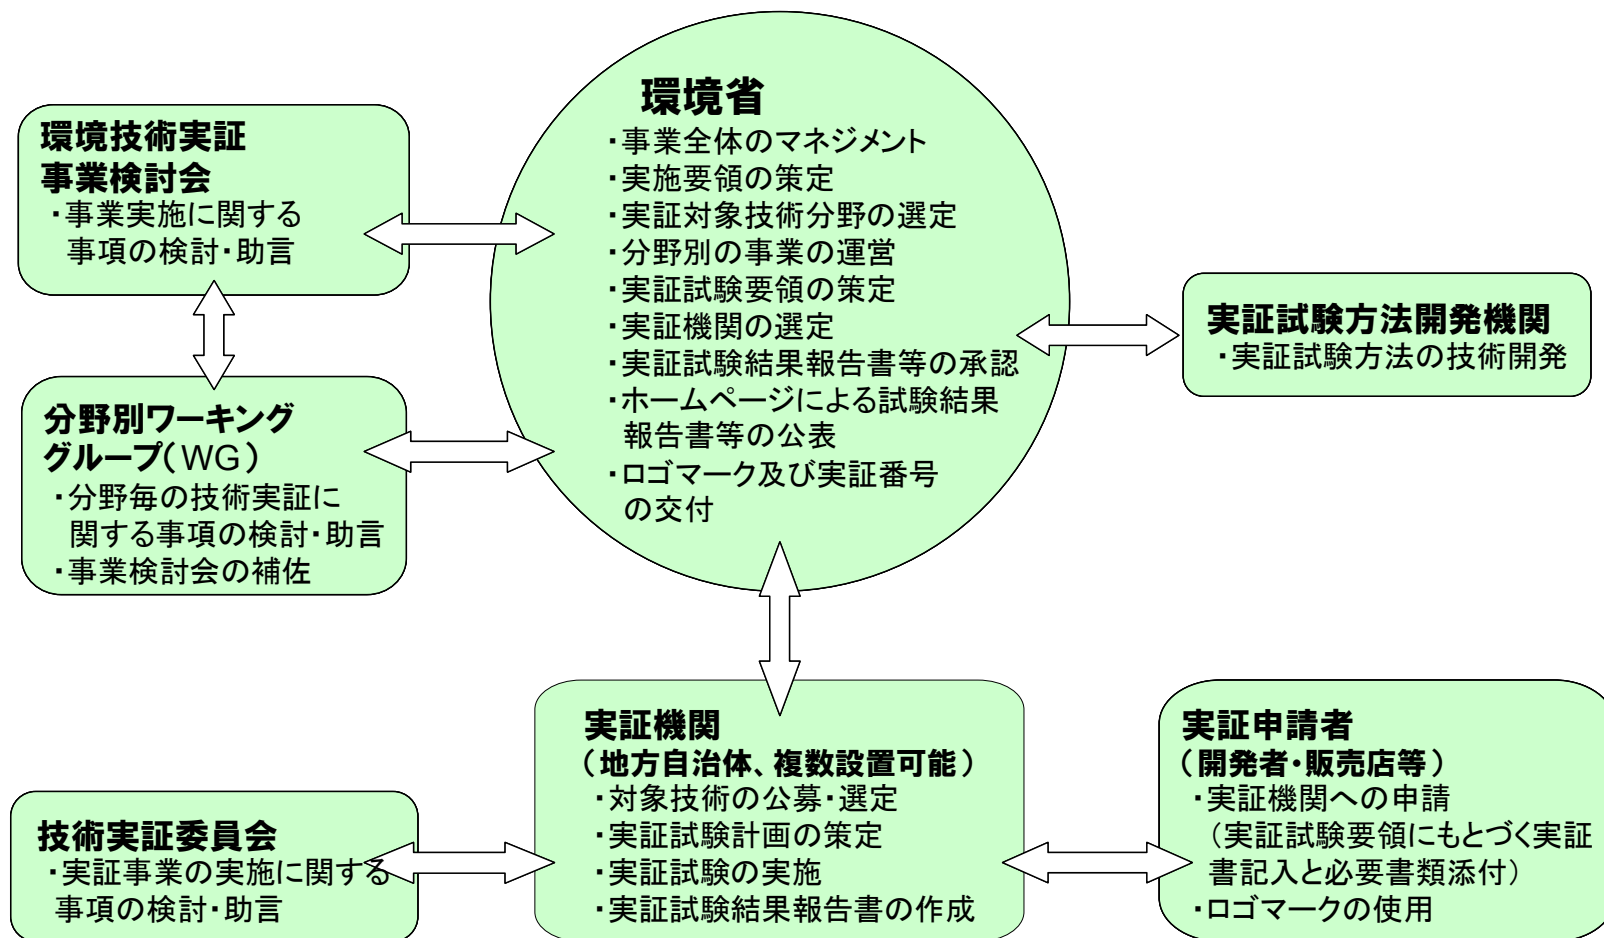 環境技術実証
事業検討会
・事業実施に関する
事項の検討・助言
分野別ワーキング
グループ(WG)
・分野毎の技術実証に
関する事項の検討・助言
・事業検討会の補佐
環境省
・事業全体のマネジメント
・実施要領の策定
・実証対象技術分野の選定
・分野別の事業の運営
・実証試験要領の策定
・実証機関の選定
・実証試験結果報告書等の承認
・ホームページによる試験結果
報告書等の公表
・ロゴマーク及び実証番号
の交付
実証試験方法開発機関
・実証試験方法の技術開発
技術実証委員会
・実証事業の実施に関する
事項の検討・助言
実証機関
(地方自治体、複数設置可能)
・対象技術の公募・選定
・実証試験計画の策定
・実証試験の実施
・実証試験結果報告書の作成
実証申請者
(開発者・販売店等)
・実証機関への申請
(実証試験要領にもとづく実証
書記入と必要書類添付)
・ロゴマークの使用